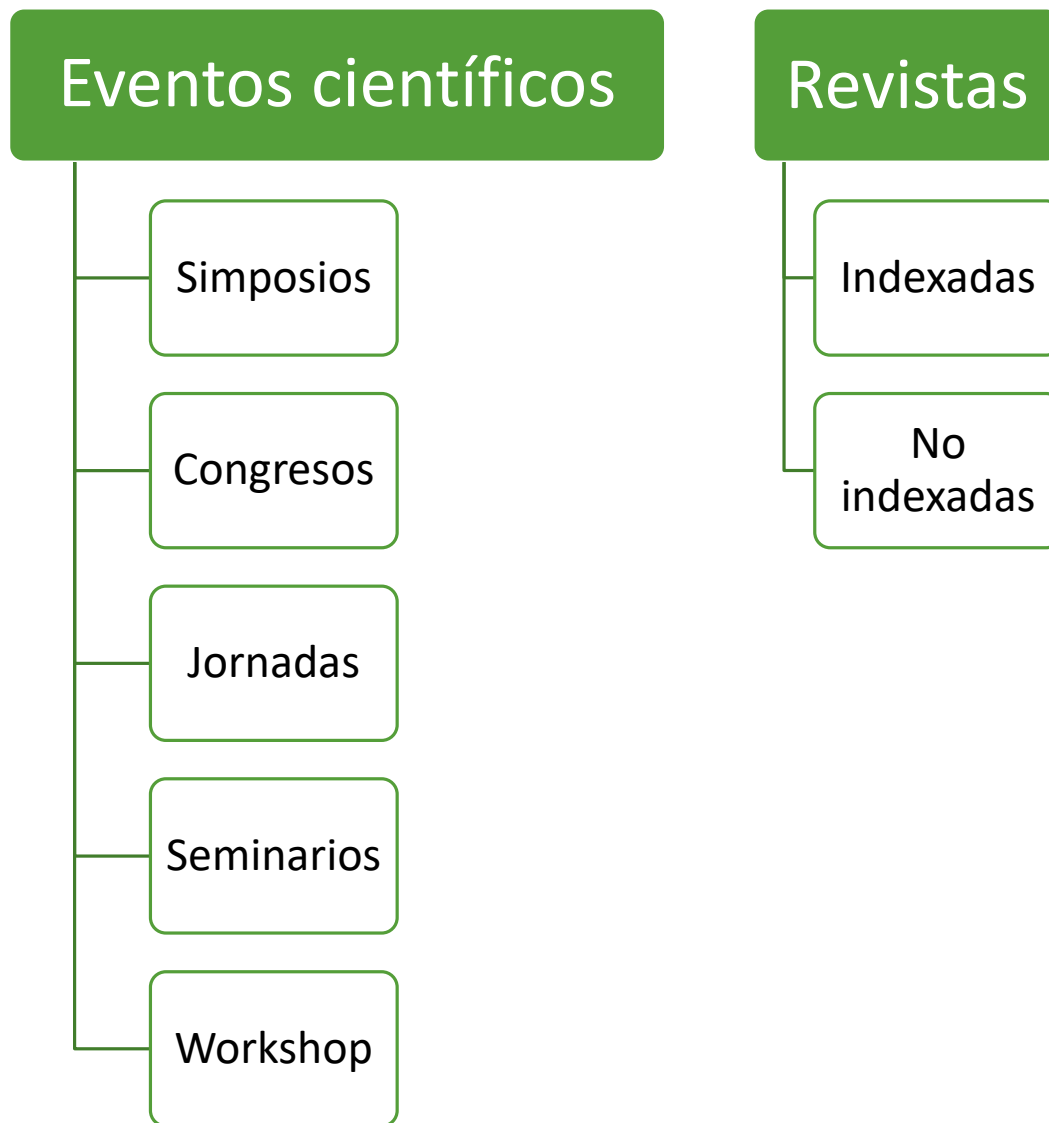 Eventos científicos
Simposios
Congresos
Jornadas
Seminarios
Workshop
Revistas
Indexadas
No
indexadas